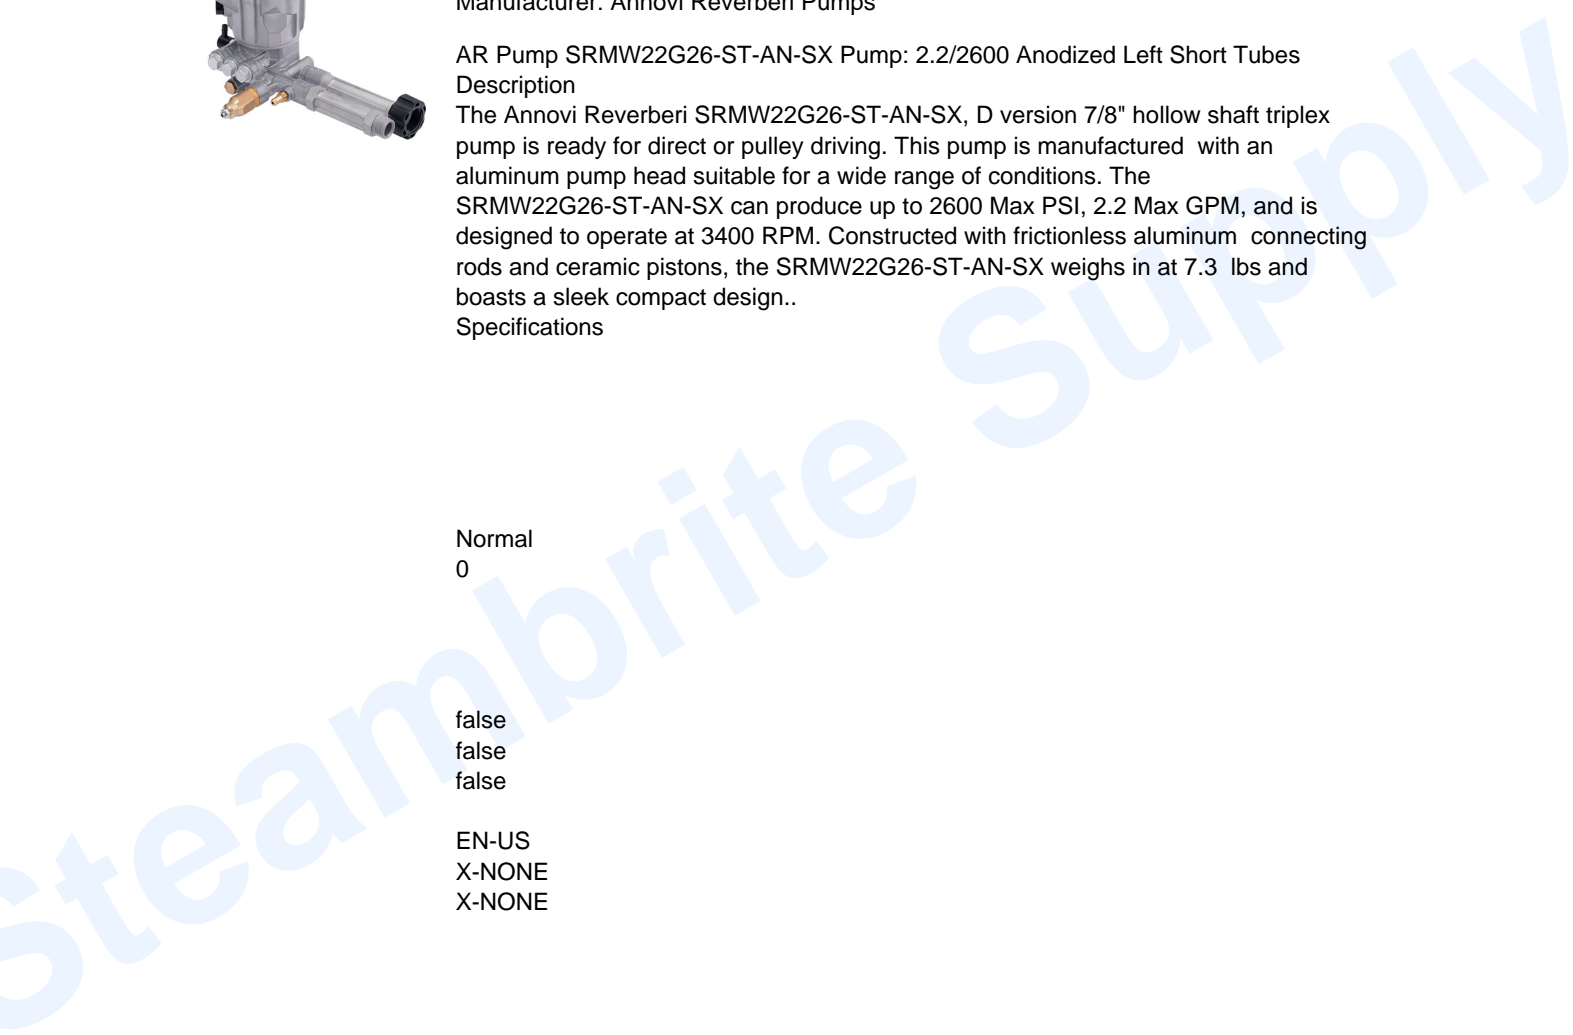 Manufacturer: Annovi Reverberi Pumps
AR Pump SRMW22G26-ST-AN-SX Pump: 2.2/2600 Anodized Left Short Tubes
Description
The Annovi Reverberi SRMW22G26-ST-AN-SX, D version 7/8" hollow shaft triplex
pump is ready for direct or pulley driving. This pump is manufactured  with an
aluminum pump head suitable for a wide range of conditions. The
SRMW22G26-ST-AN-SX can produce up to 2600 Max PSI, 2.2 Max GPM, and is
designed to operate at 3400 RPM. Constructed with frictionless aluminum  connecting
rods and ceramic pistons, the SRMW22G26-ST-AN-SX weighs in at 7.3  lbs and
boasts a sleek compact design..
Specifications
Normal
0
false
false
false
EN-US
X-NONE
X-NONE
Steambrite Supply